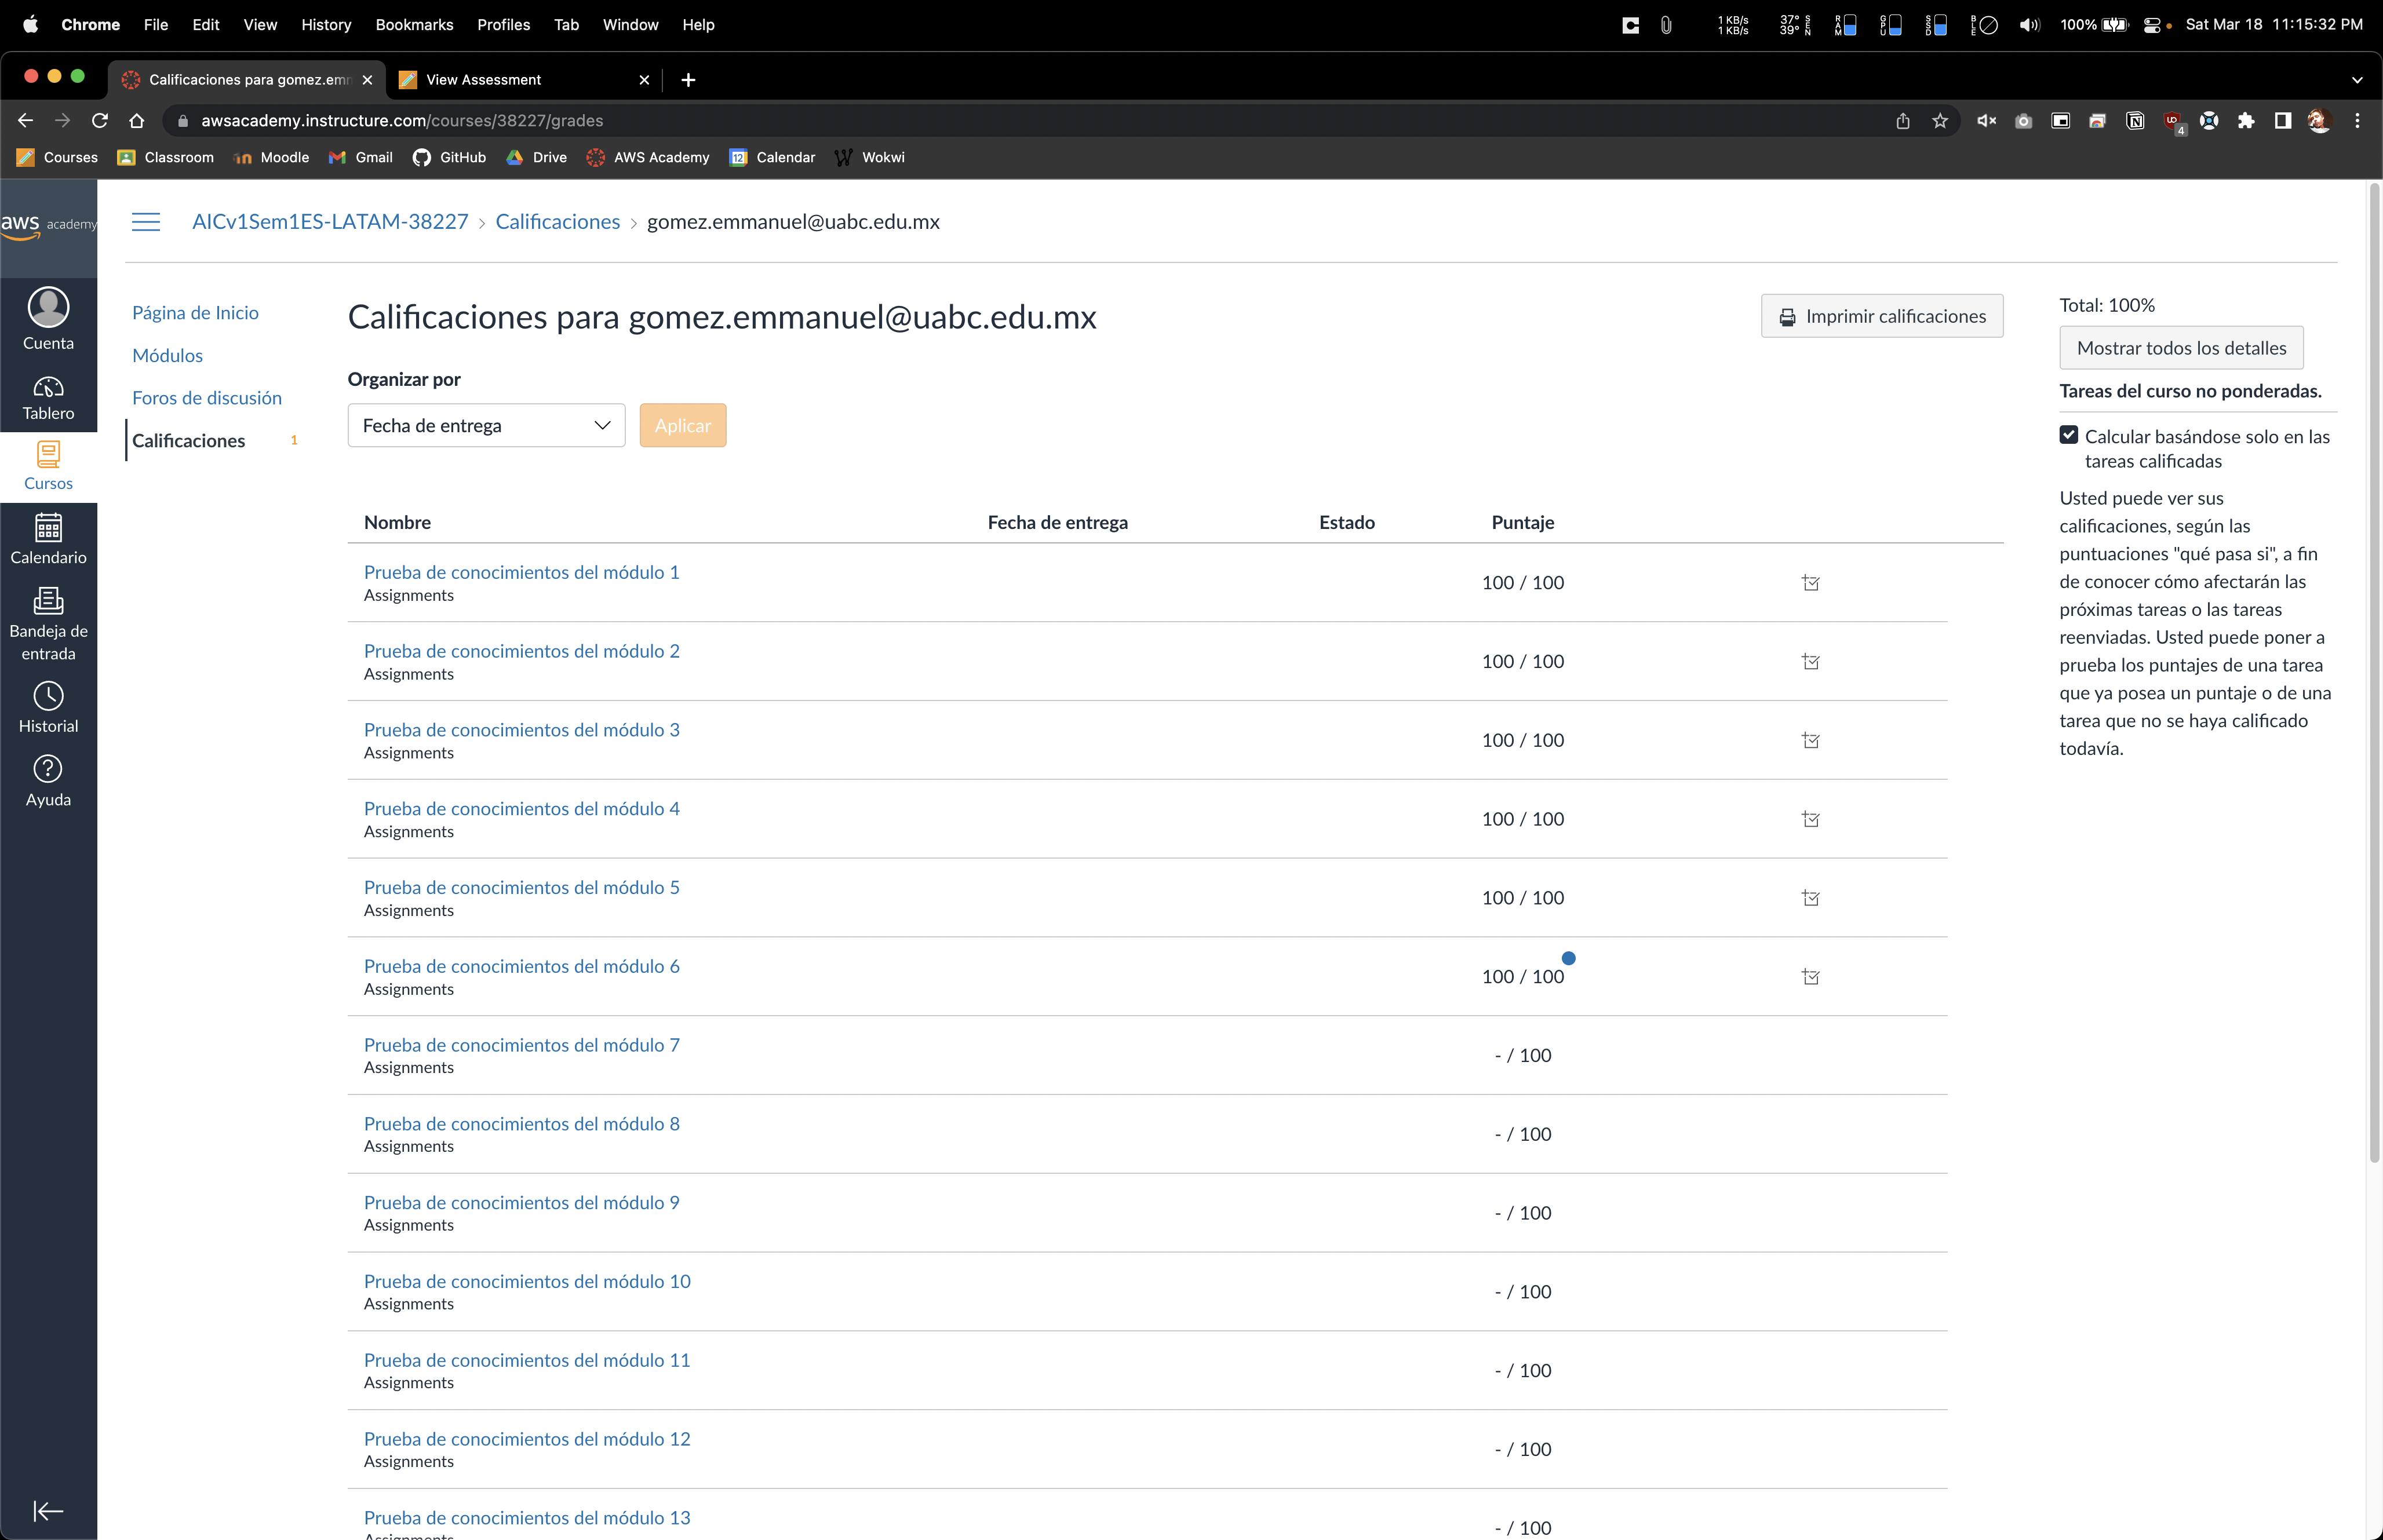 Chrome File Edit View History Bookmarks Profiles Tab Window Help
1 KB/s
1 KB/s
37°
39°
SEN
RAM
GPU
SSD
BLE
100%
Sat Mar 18 11:15:32 PM
Calificaciones para gomez.em
View Assessment
awsacademy.instructure.com/courses/38227/grades
4
Courses Classroom Moodle Gmail GitHub Drive AWS Academy Calendar Wokwi
12
aws academy
Cuenta
Tablero
Cursos
Calendario
Bandeja de
entrada
Historial
Ayuda
AICv1Sem1ES-LATAM-38227 > Calificaciones > gomez.emmanuel@uabc.edu.mx
Página de Inicio
Módulos
Foros de discusión
Calificaciones 1
Calificaciones para gomez.emmanuel@uabc.edu.mx
Imprimir calificaciones
Organizar por
Fecha de entrega
Aplicar
Nombre Fecha de entrega Estado Puntaje
Prueba de conocimientos del módulo 1
Assignments
100 / 100
Prueba de conocimientos del módulo 2
Assignments
100 / 100
Prueba de conocimientos del módulo 3
Assignments
100 / 100
Prueba de conocimientos del módulo 4
Assignments
100 / 100
Prueba de conocimientos del módulo 5
Assignments
100 / 100
Prueba de conocimientos del módulo 6
Assignments
100 / 100
Prueba de conocimientos del módulo 7
Assignments
- / 100
Prueba de conocimientos del módulo 8
Assignments
- / 100
Prueba de conocimientos del módulo 9
Assignments
- / 100
Prueba de conocimientos del módulo 10
Assignments
- / 100
Prueba de conocimientos del módulo 11
Assignments
- / 100
Prueba de conocimientos del módulo 12
Assignments
- / 100
Prueba de conocimientos del módulo 13
Assignments
- / 100
Total: 100%
Mostrar todos los detalles
Tareas del curso no ponderadas.
Calcular basándose solo en las
tareas calificadas
Usted puede ver sus
calificaciones, según las
puntuaciones "qué pasa si", a fin
de conocer cómo afectarán las
próximas tareas o las tareas
reenviadas. Usted puede poner a
prueba los puntajes de una tarea
que ya posea un puntaje o de una
tarea que no se haya calificado
todavía.